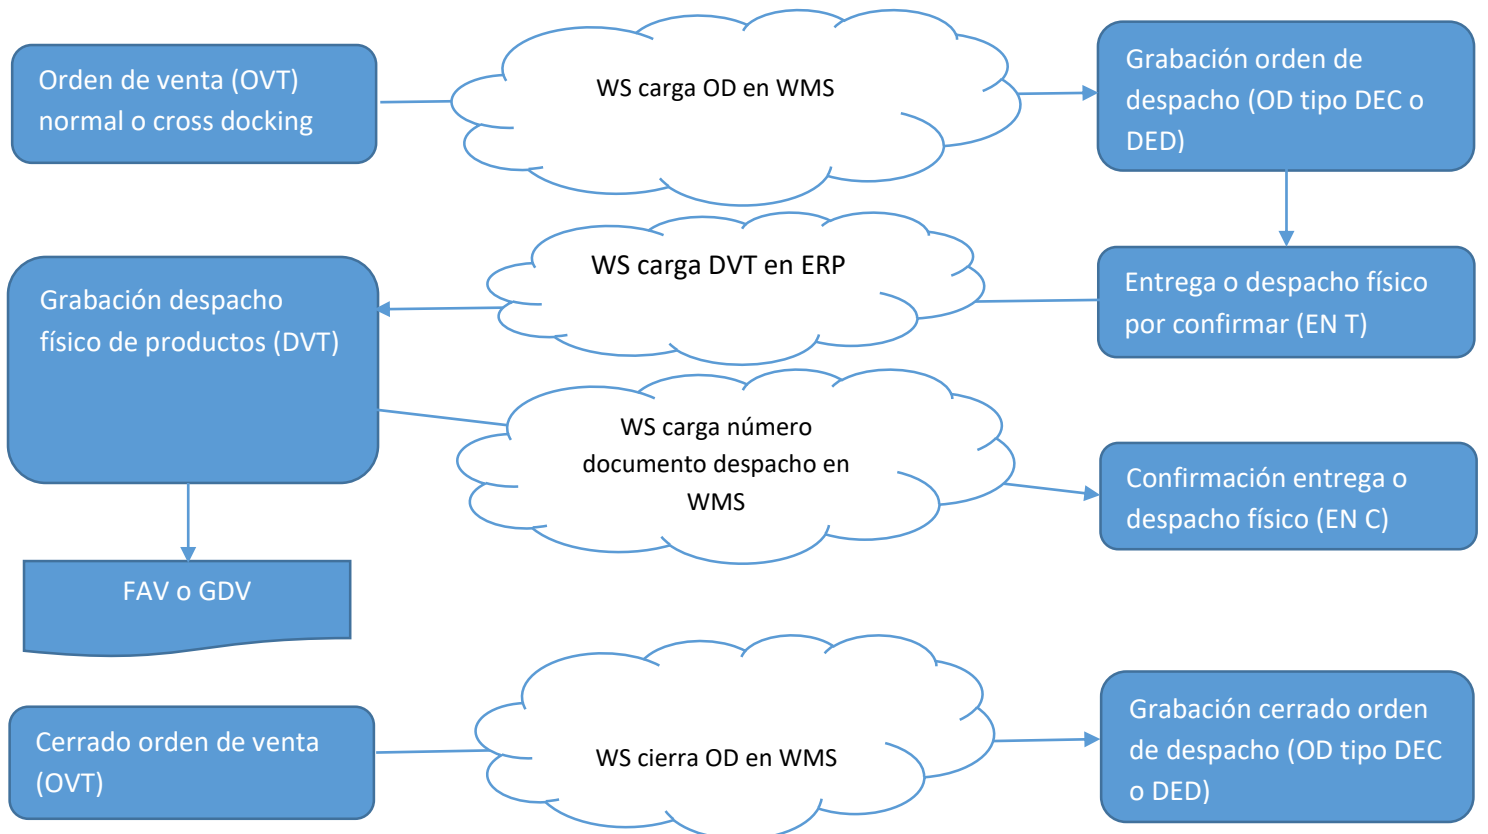 Orden de venta (OVT)
normal o cross docking
WS carga OD en WMS
Grabación orden de
despacho (OD tipo DEC o
DED)
Grabación despacho
físico de productos (DVT)
WS carga DVT en ERP
Entrega o despacho físico
por confirmar (EN T)
WS carga número
documento despacho en
WMS
Confirmación entrega o
despacho físico (EN C)
FAV o GDV
Cerrado orden de venta
(OVT)
WS cierra OD en WMS
Grabación cerrado orden
de despacho (OD tipo DEC
o DED)